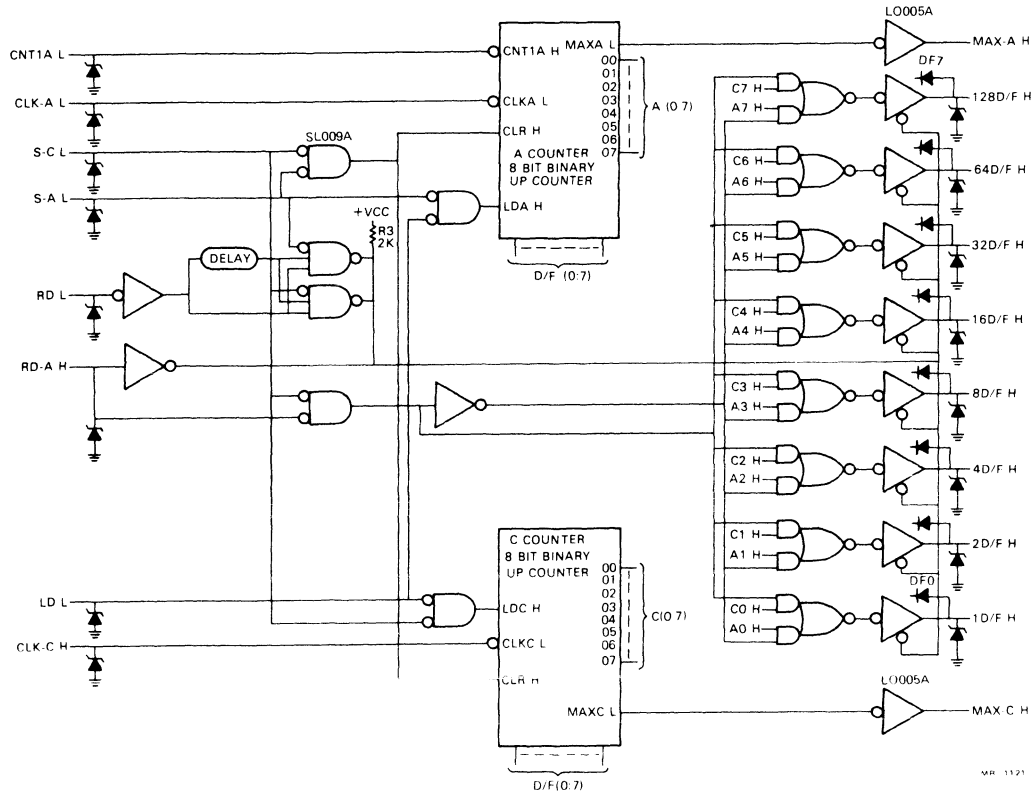 CNT1A L
CLK-A L
S-C L
S-A L
RD L
RD-A H
LD L
CLK-C H
SL009A
DELAY
+VCC
R3
2K
CNT1A H
MAXA L
CLKA L
CLR H
A COUNTER
8 BIT BINARY
UP COUNTER
LDA H
00
01
02
03
04
05
06
07
A (0 7)
D/F (0:7)
C COUNTER
8 BIT BINARY
UP COUNTER
LDC H
CLKC L
CLR H
MAXC L
00
01
02
03
04
05
06
07
C(0 7)
D/F(0:7)
LO005A
MAX-A H
DF7
C7 H
A7 H
128D/F H
C6 H
A6 H
64D/F H
C5 H
A5 H
32D/F H
C4 H
A4 H
16D/F H
C3 H
A3 H
8D/F H
C2 H
A2 H
4D/F H
C1 H
A1 H
2D/F H
DF0
C0 H
A0 H
1D/F H
LO005A
MAX-C H
MR 1121